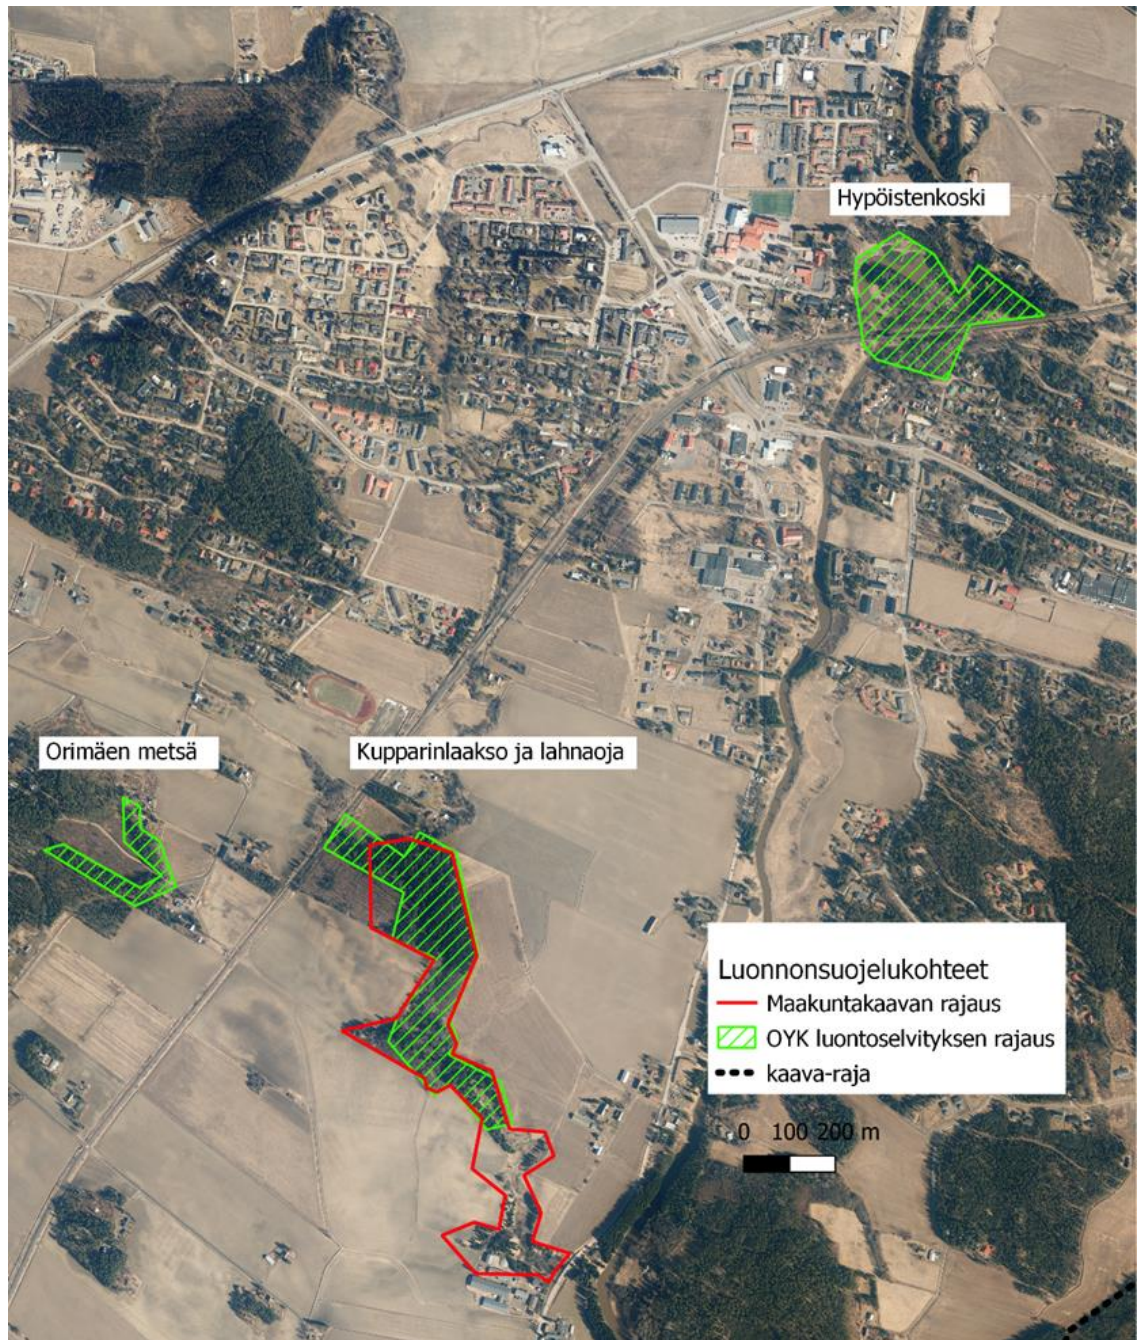 Hypöistenkoski
Orimäen metsä
Kupparinlaakso ja lahnaoja
Luonnonsuojelukohteet
Maakuntakaavan rajaus
OYK luontoselvityksen rajaus
kaava-raja
0 100 200 m